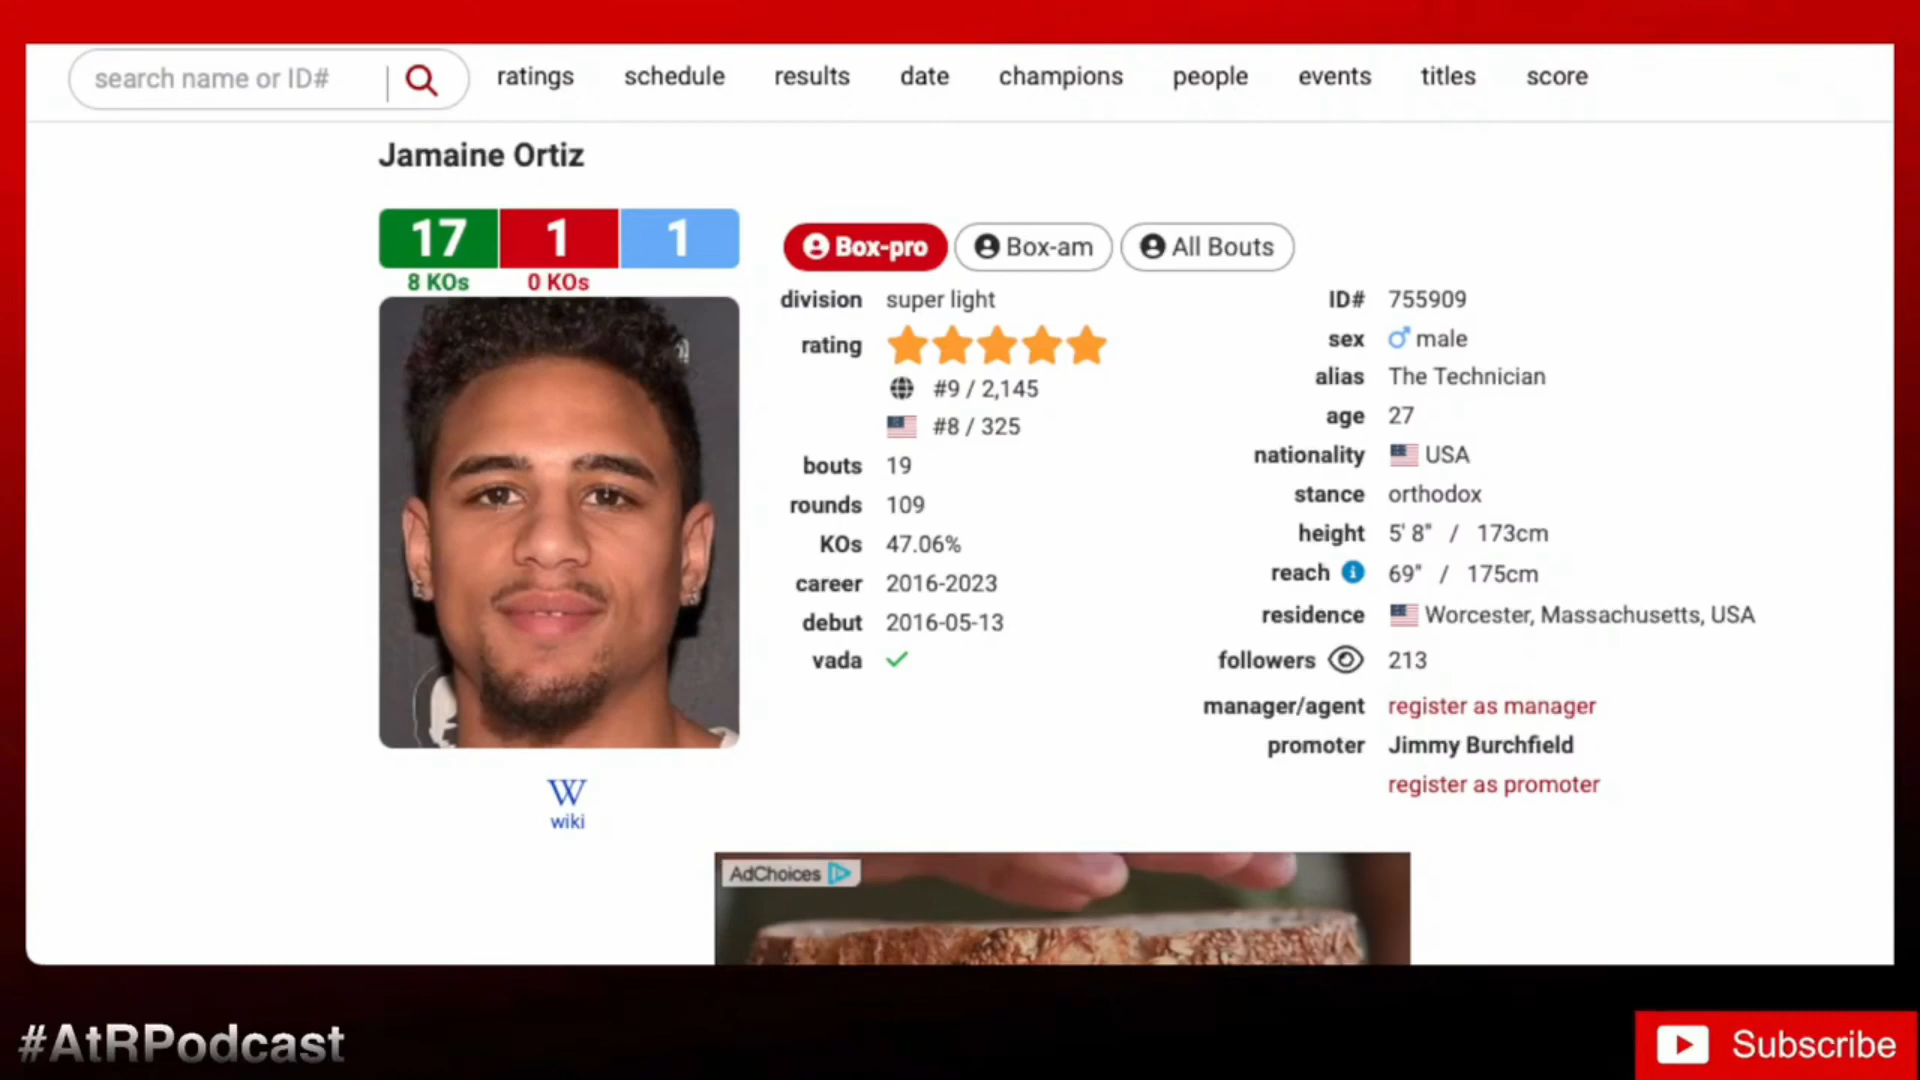 search name or ID#
ratings schedule results date champions people events titles score
Jamaine Ortiz
17 1 1
8 KOs 0 KOs
Box-pro Box-am All Bouts
division super light
rating
#9 / 2,145
#8 / 325
bouts 19
rounds 109
KOs 47.06%
career 2016-2023
debut 2016-05-13
vada
ID# 755909
sex male
alias The Technician
age 27
nationality USA
stance orthodox
height 5' 8" / 173cm
reach 69" / 175cm
residence Worcester, Massachusetts, USA
followers 213
manager/agent register as manager
promoter Jimmy Burchfield
register as promoter
W
wiki
AdChoices
#AtRPodcast
Subscribe